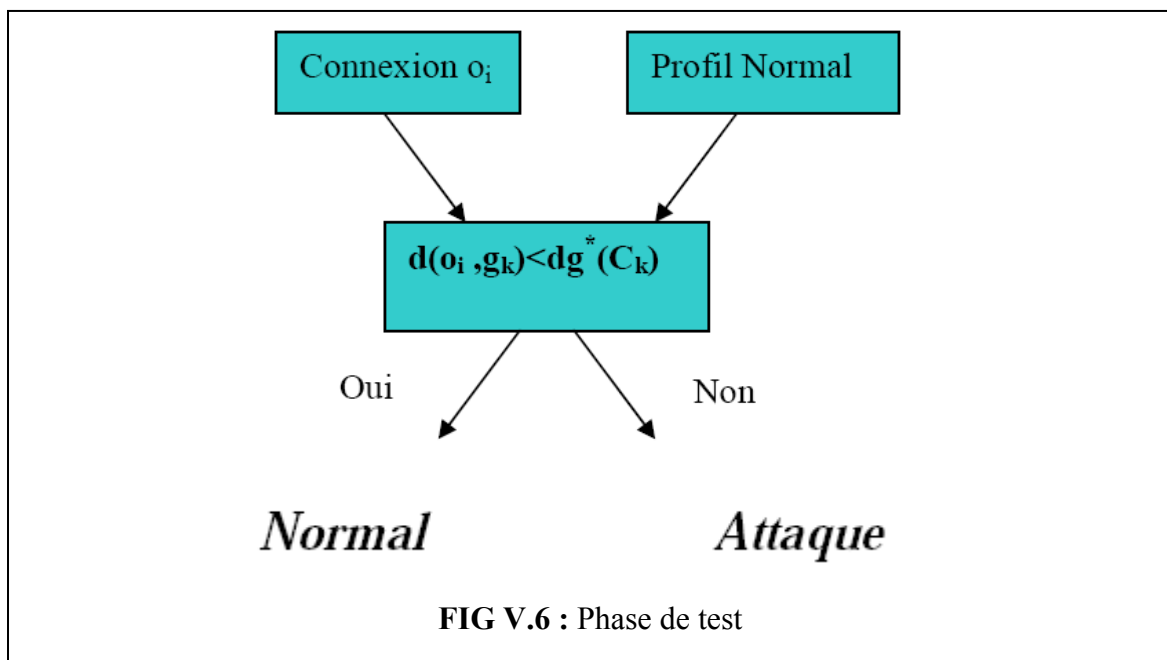 Connexion oᵢ
Profil Normal
d(oᵢ ,gₖ)<dg*(Cₖ)
Oui
Non
Normal
Attaque
FIG V.6 : Phase de test